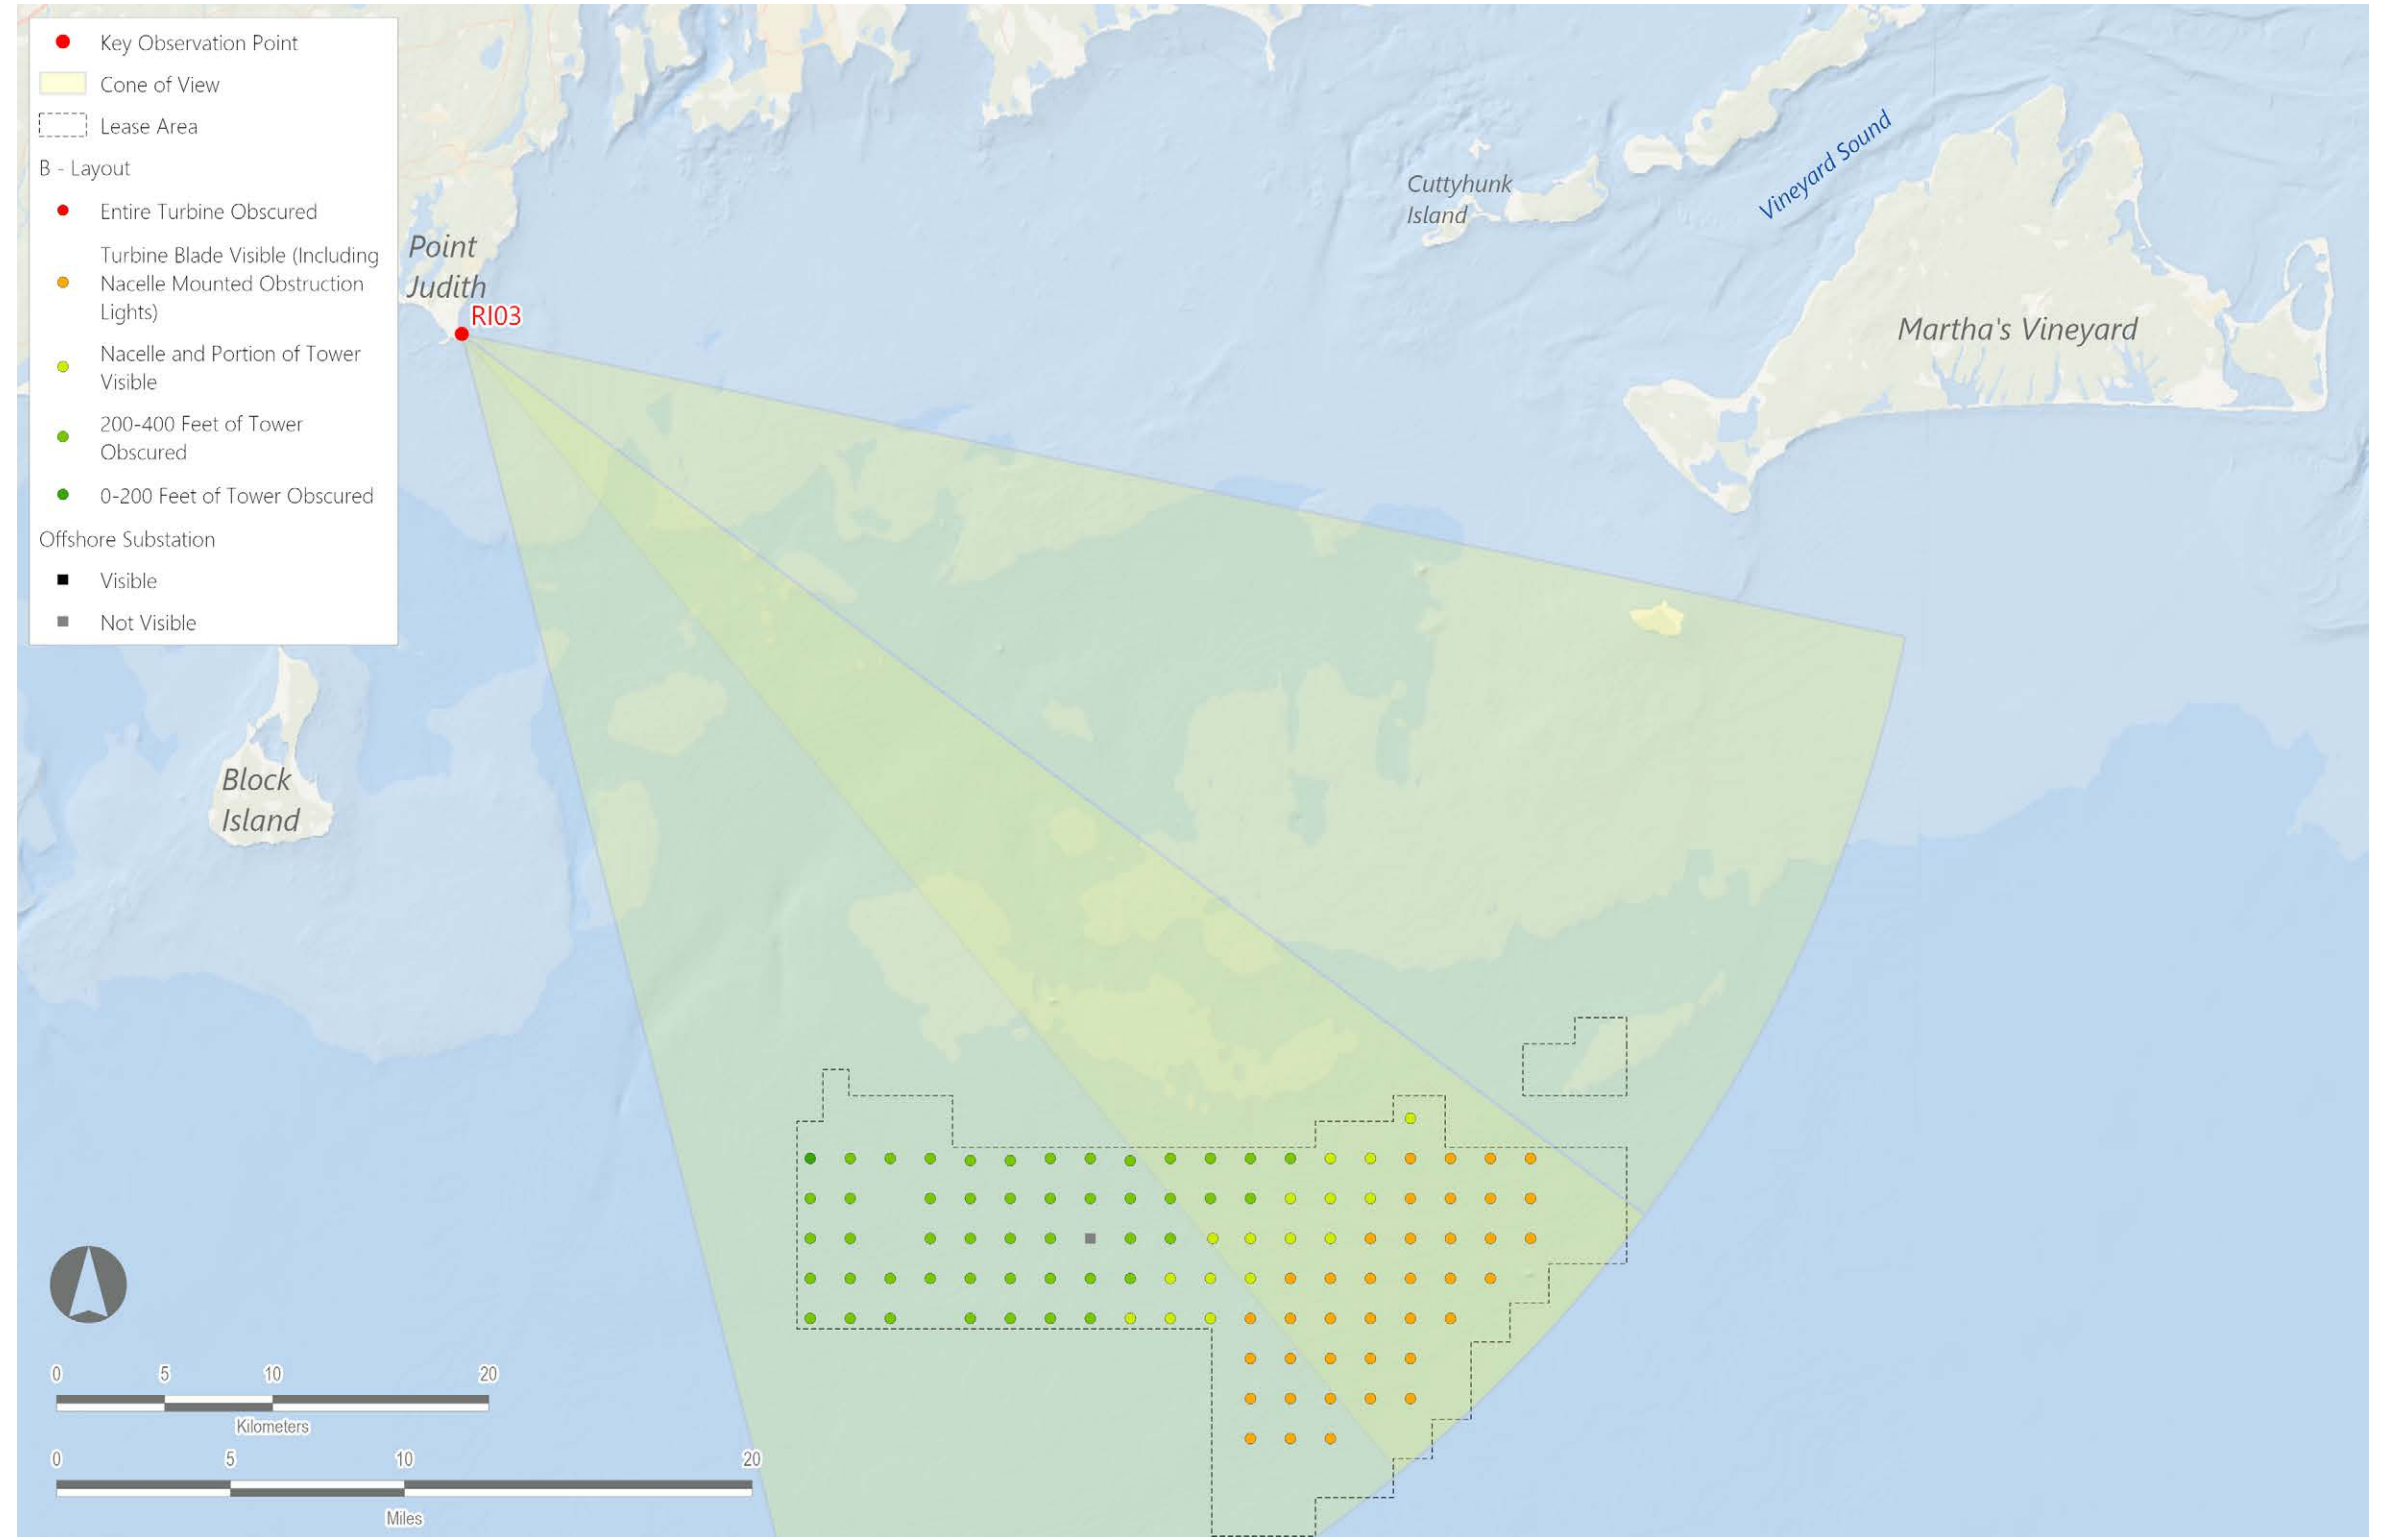 Key Observation Point
Cone of View
Lease Area
B - Layout
Entire Turbine Obscured
Turbine Blade Visible (Including
Nacelle Mounted Obstruction
Lights)
Nacelle and Portion of Tower
Visible
200-400 Feet of Tower
Obscured
0-200 Feet of Tower Obscured
Offshore Substation
Visible
Not Visible
Point
Judith
RI03
Cuttyhunk
Island
Vineyard Sound
Martha's Vineyard
Block
Island
0 5 10 20
Kilometers
0 5 10 20
Miles